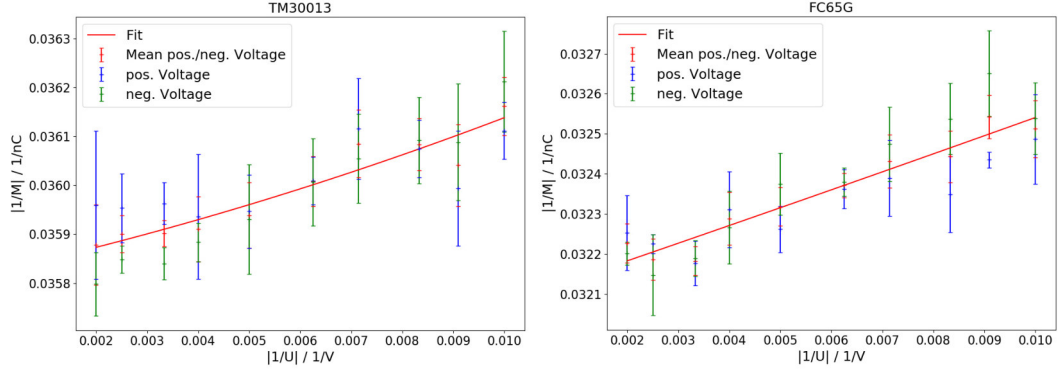 TM30013
0.0363
0.0362
0.0361
0.0360
0.0359
0.0358
|1/M| / 1/nC
Fit
Mean pos./neg. Voltage
pos. Voltage
neg. Voltage
0.002 0.003 0.004 0.005 0.006 0.007 0.008 0.009 0.010
|1/U| / 1/V
FC65G
0.0327
0.0326
0.0325
0.0324
0.0323
0.0322
0.0321
|1/M| / 1/nC
Fit
Mean pos./neg. Voltage
pos. Voltage
neg. Voltage
0.002 0.003 0.004 0.005 0.006 0.007 0.008 0.009 0.010
|1/U| / 1/V